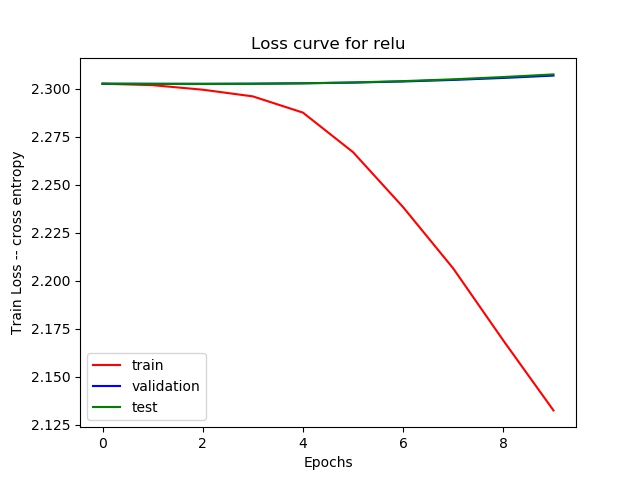 Loss curve for relu
2.300
2.275
2.250
2.225
2.200
2.175
2.150
2.125
Train Loss -- cross entropy
train
validation
test
0 2 4 6 8
Epochs